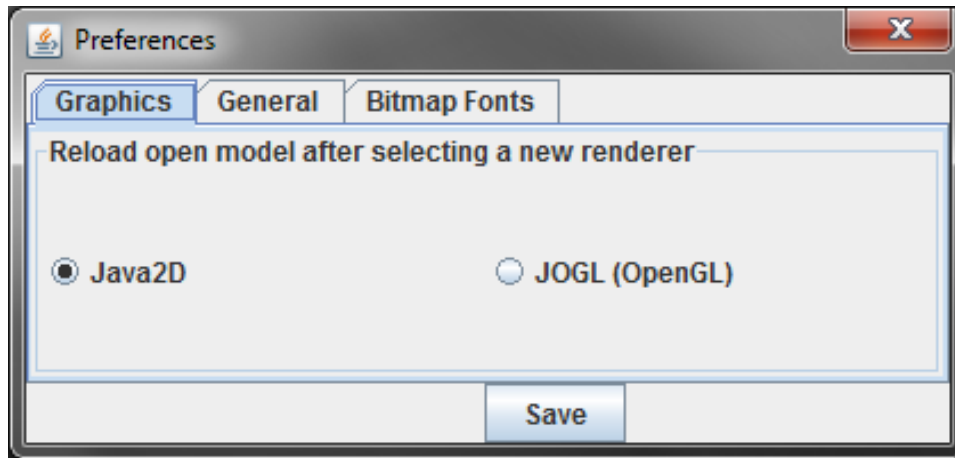 Preferences
Graphics General Bitmap Fonts
Reload open model after selecting a new renderer
Java2D JOGL (OpenGL)
Save